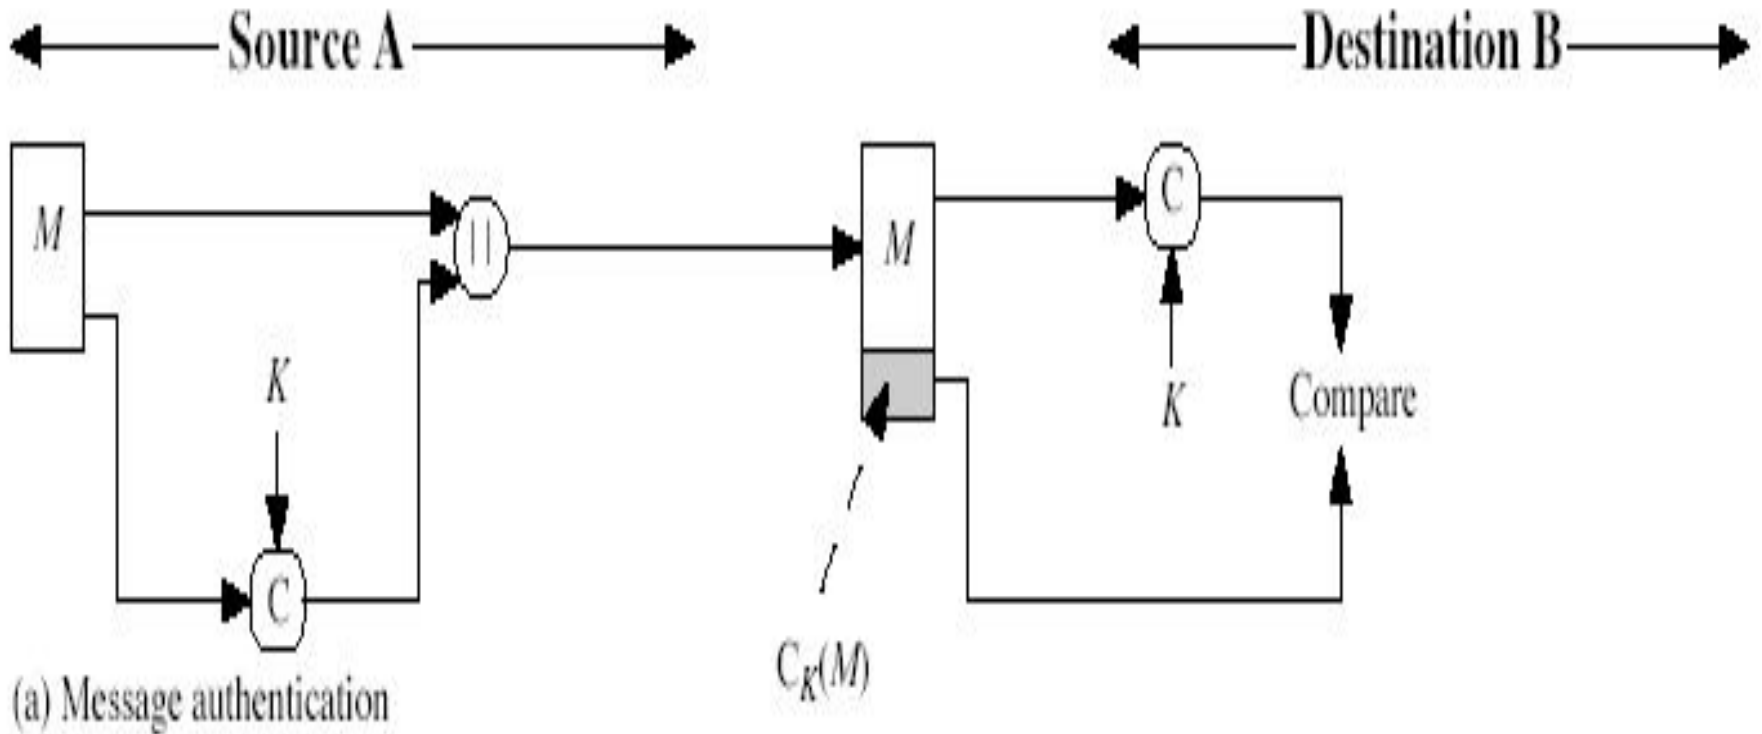 Source A
Destination B
M
||
M
C
K
K
Compare
C
C_K(M)
(a) Message authentication